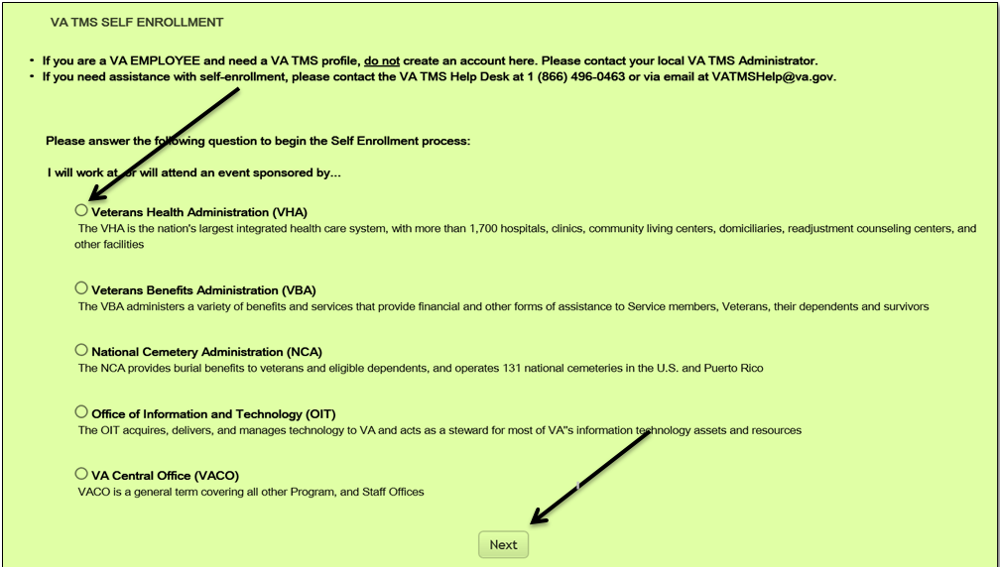 VA TMS SELF ENROLLMENT
• If you are a VA EMPLOYEE and need a VA TMS profile, do not create an account here. Please contact your local VA TMS Administrator.
• If you need assistance with self-enrollment, please contact the VA TMS Help Desk at 1 (866) 496-0463 or via email at VATMSHelp@va.gov.
Please answer the following question to begin the Self Enrollment process:
I will work at, or will attend an event sponsored by...
Veterans Health Administration (VHA)
The VHA is the nation's largest integrated health care system, with more than 1,700 hospitals, clinics, community living centers, domiciliaries, readjustment counseling centers, and
other facilities
Veterans Benefits Administration (VBA)
The VBA administers a variety of benefits and services that provide financial and other forms of assistance to Service members, Veterans, their dependents and survivors
National Cemetery Administration (NCA)
The NCA provides burial benefits to veterans and eligible dependents, and operates 131 national cemeteries in the U.S. and Puerto Rico
Office of Information and Technology (OIT)
The OIT acquires, delivers, and manages technology to VA and acts as a steward for most of VA"s information technology assets and resources
VA Central Office (VACO)
VACO is a general term covering all other Program, and Staff Offices
Next